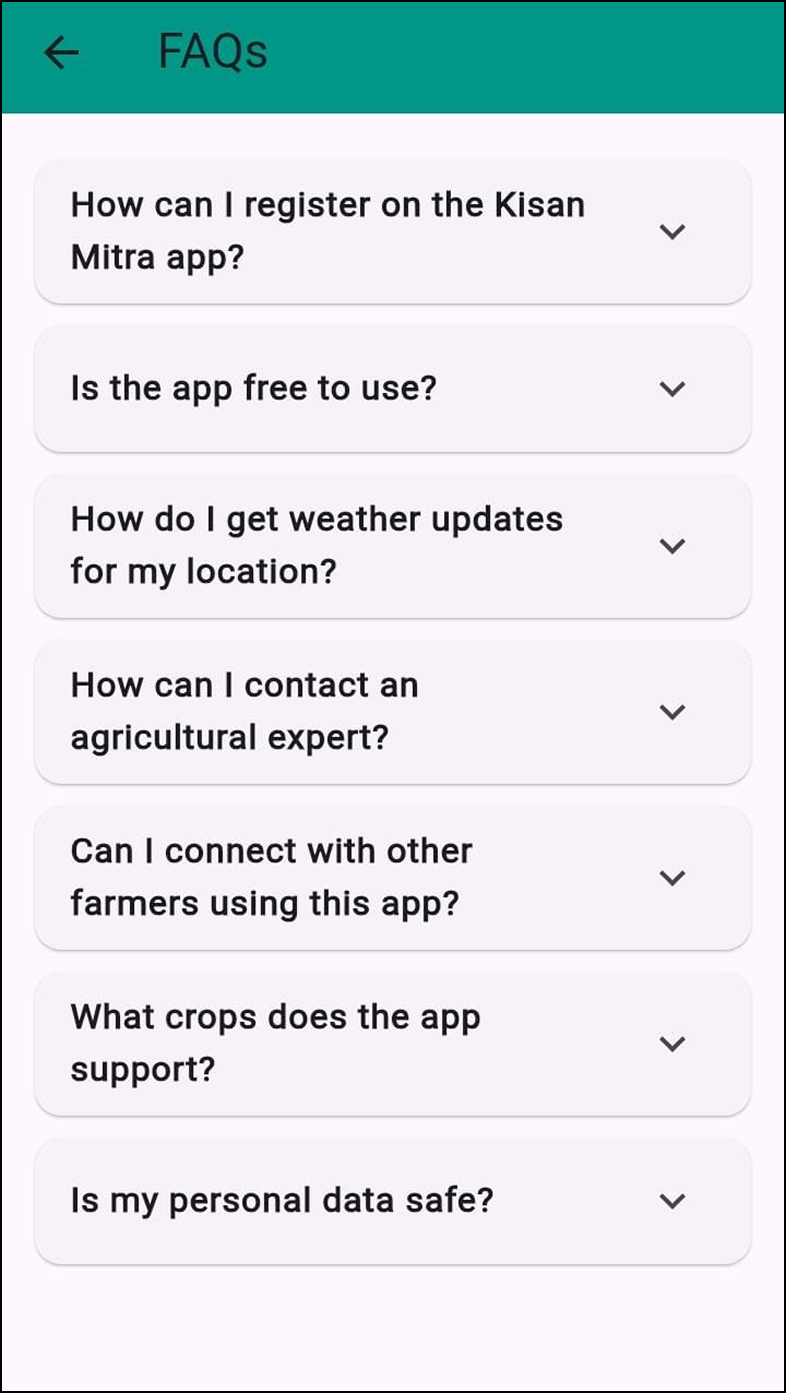 FAQs
How can I register on the Kisan
Mitra app?
Is the app free to use?
How do I get weather updates
for my location?
How can I contact an
agricultural expert?
Can I connect with other
farmers using this app?
What crops does the app
support?
Is my personal data safe?